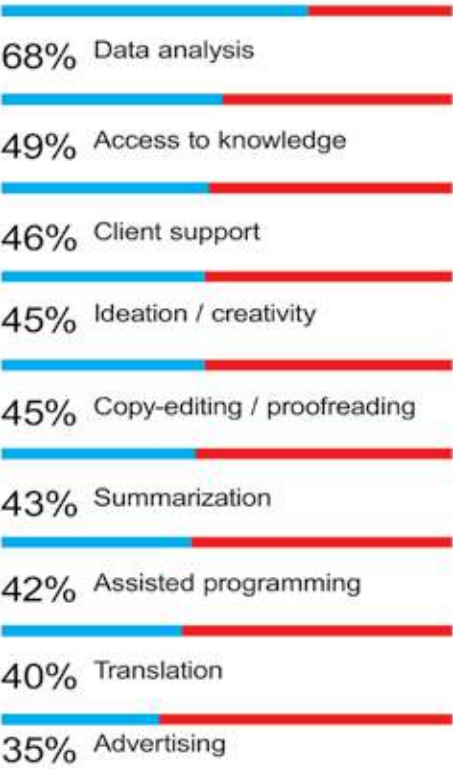 68% Data analysis
49% Access to knowledge
46% Client support
45% Ideation / creativity
45% Copy-editing / proofreading
43% Summarization
42% Assisted programming
40% Translation
35% Advertising